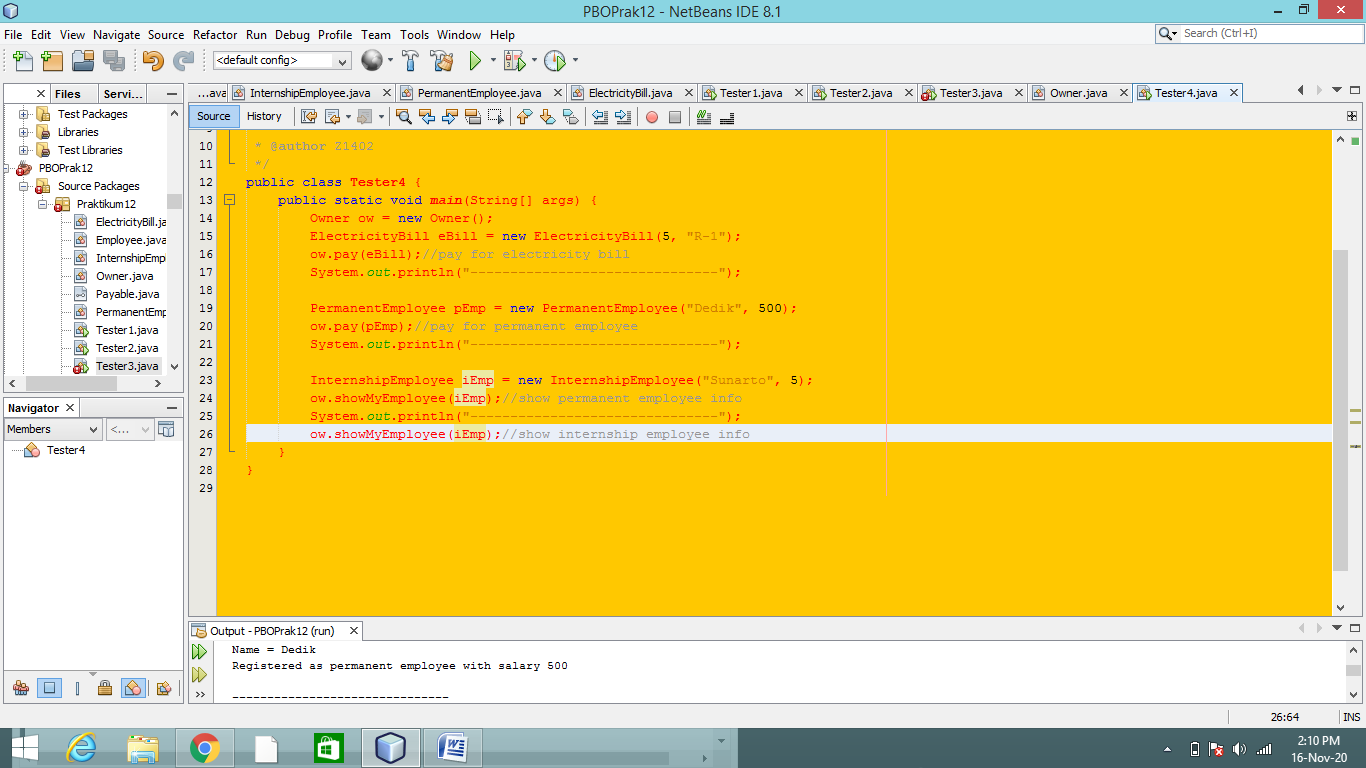 PBOPrak12 - NetBeans IDE 8.1
File Edit View Navigate Source Refactor Run Debug Profile Team Tools Window Help
Search (Ctrl+I)
<default config>
Files Servi...
...ava InternshipEmployee.java PermanentEmployee.java ElectricityBill.java Tester1.java Tester2.java Tester3.java Owner.java Tester4.java
Source History
Test Packages
Libraries
Test Libraries
PBOPrak12
Source Packages
Praktikum12
ElectricityBill.ja
Employee.java
InternshipEmpl
Owner.java
Payable.java
PermanentEmp
Tester1.java
Tester2.java
Tester3.java
Navigator
Members <...
Tester4
10 * @author Z1402
11 */
12 public class Tester4 {
13 public static void main(String[] args) {
14 Owner ow = new Owner();
15 ElectricityBill eBill = new ElectricityBill(5, "R-1");
16 ow.pay(eBill);//pay for electricity bill
17 System.out.println("-------------------------------");
18
19 PermanentEmployee pEmp = new PermanentEmployee("Dedik", 500);
20 ow.pay(pEmp);//pay for permanent employee
21 System.out.println("-------------------------------");
22
23 InternshipEmployee iEmp = new InternshipEmployee("Sunarto", 5);
24 ow.showMyEmployee(iEmp);//show permanent employee info
25 System.out.println("-------------------------------");
26 ow.showMyEmployee(iEmp);//show internship employee info
27 }
28 }
29
Output - PBOPrak12 (run)
Name = Dedik
Registered as permanent employee with salary 500
-------------------------------
26:64 INS
2:10 PM
16-Nov-20